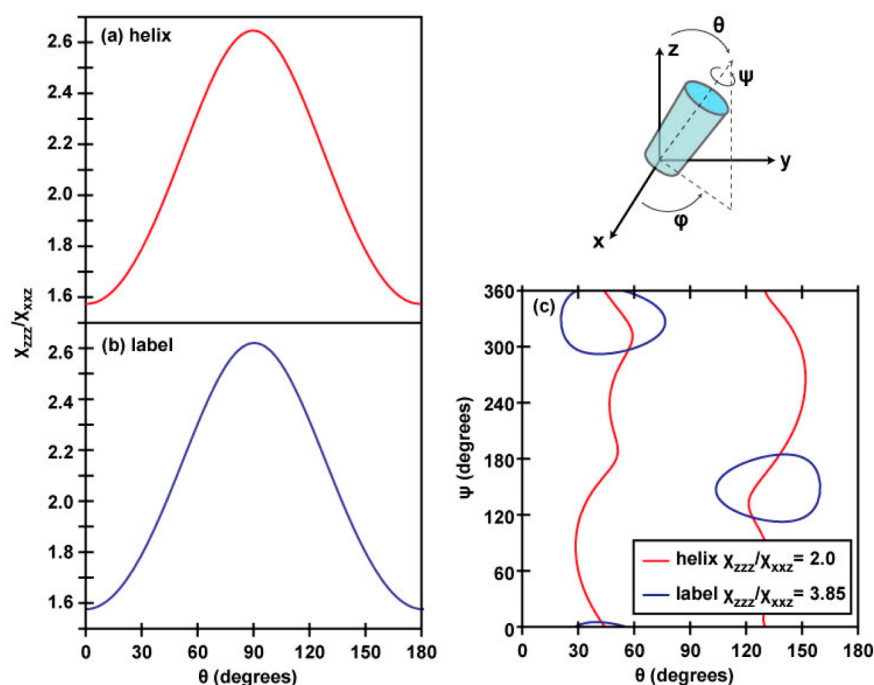 (a) helix
2.6
2.4
2.2
2.0
1.8
1.6
(b) label
2.6
2.4
2.2
2.0
1.8
1.6
χzzz/χxxz
0 30 60 90 120 150 180
θ (degrees)
θ
z
ψ
y
φ
x
(c)
360
300
240
180
120
60
0
ψ (degrees)
helix χzzz/χxxz= 2.0
label χzzz/χxxz= 3.85
0 30 60 90 120 150 180
θ (degrees)